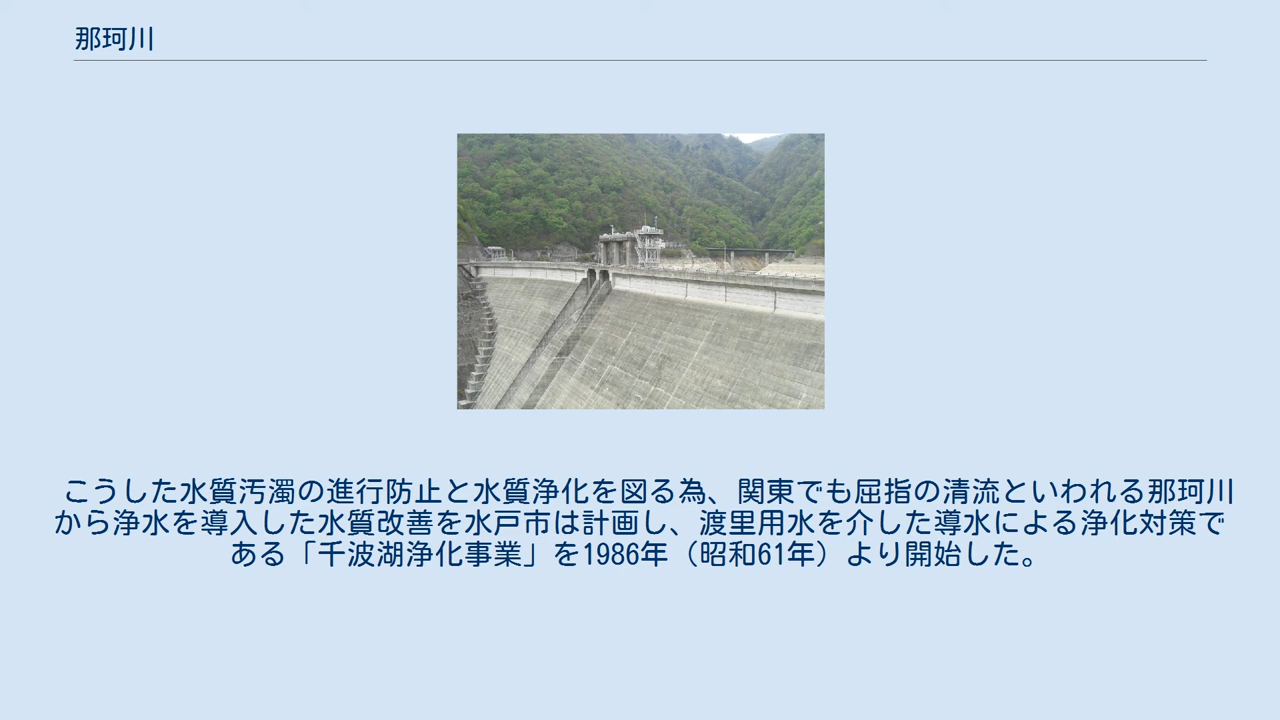 那珂川
こうした水質汚濁の進行防止と水質浄化を図る為、関東でも屈指の清流といわれる那珂川
から浄水を導入した水質改善を水戸市は計画し、渡里用水を介した導水による浄化対策で
ある「千波湖浄化事業」を1986年（昭和61年）より開始した。